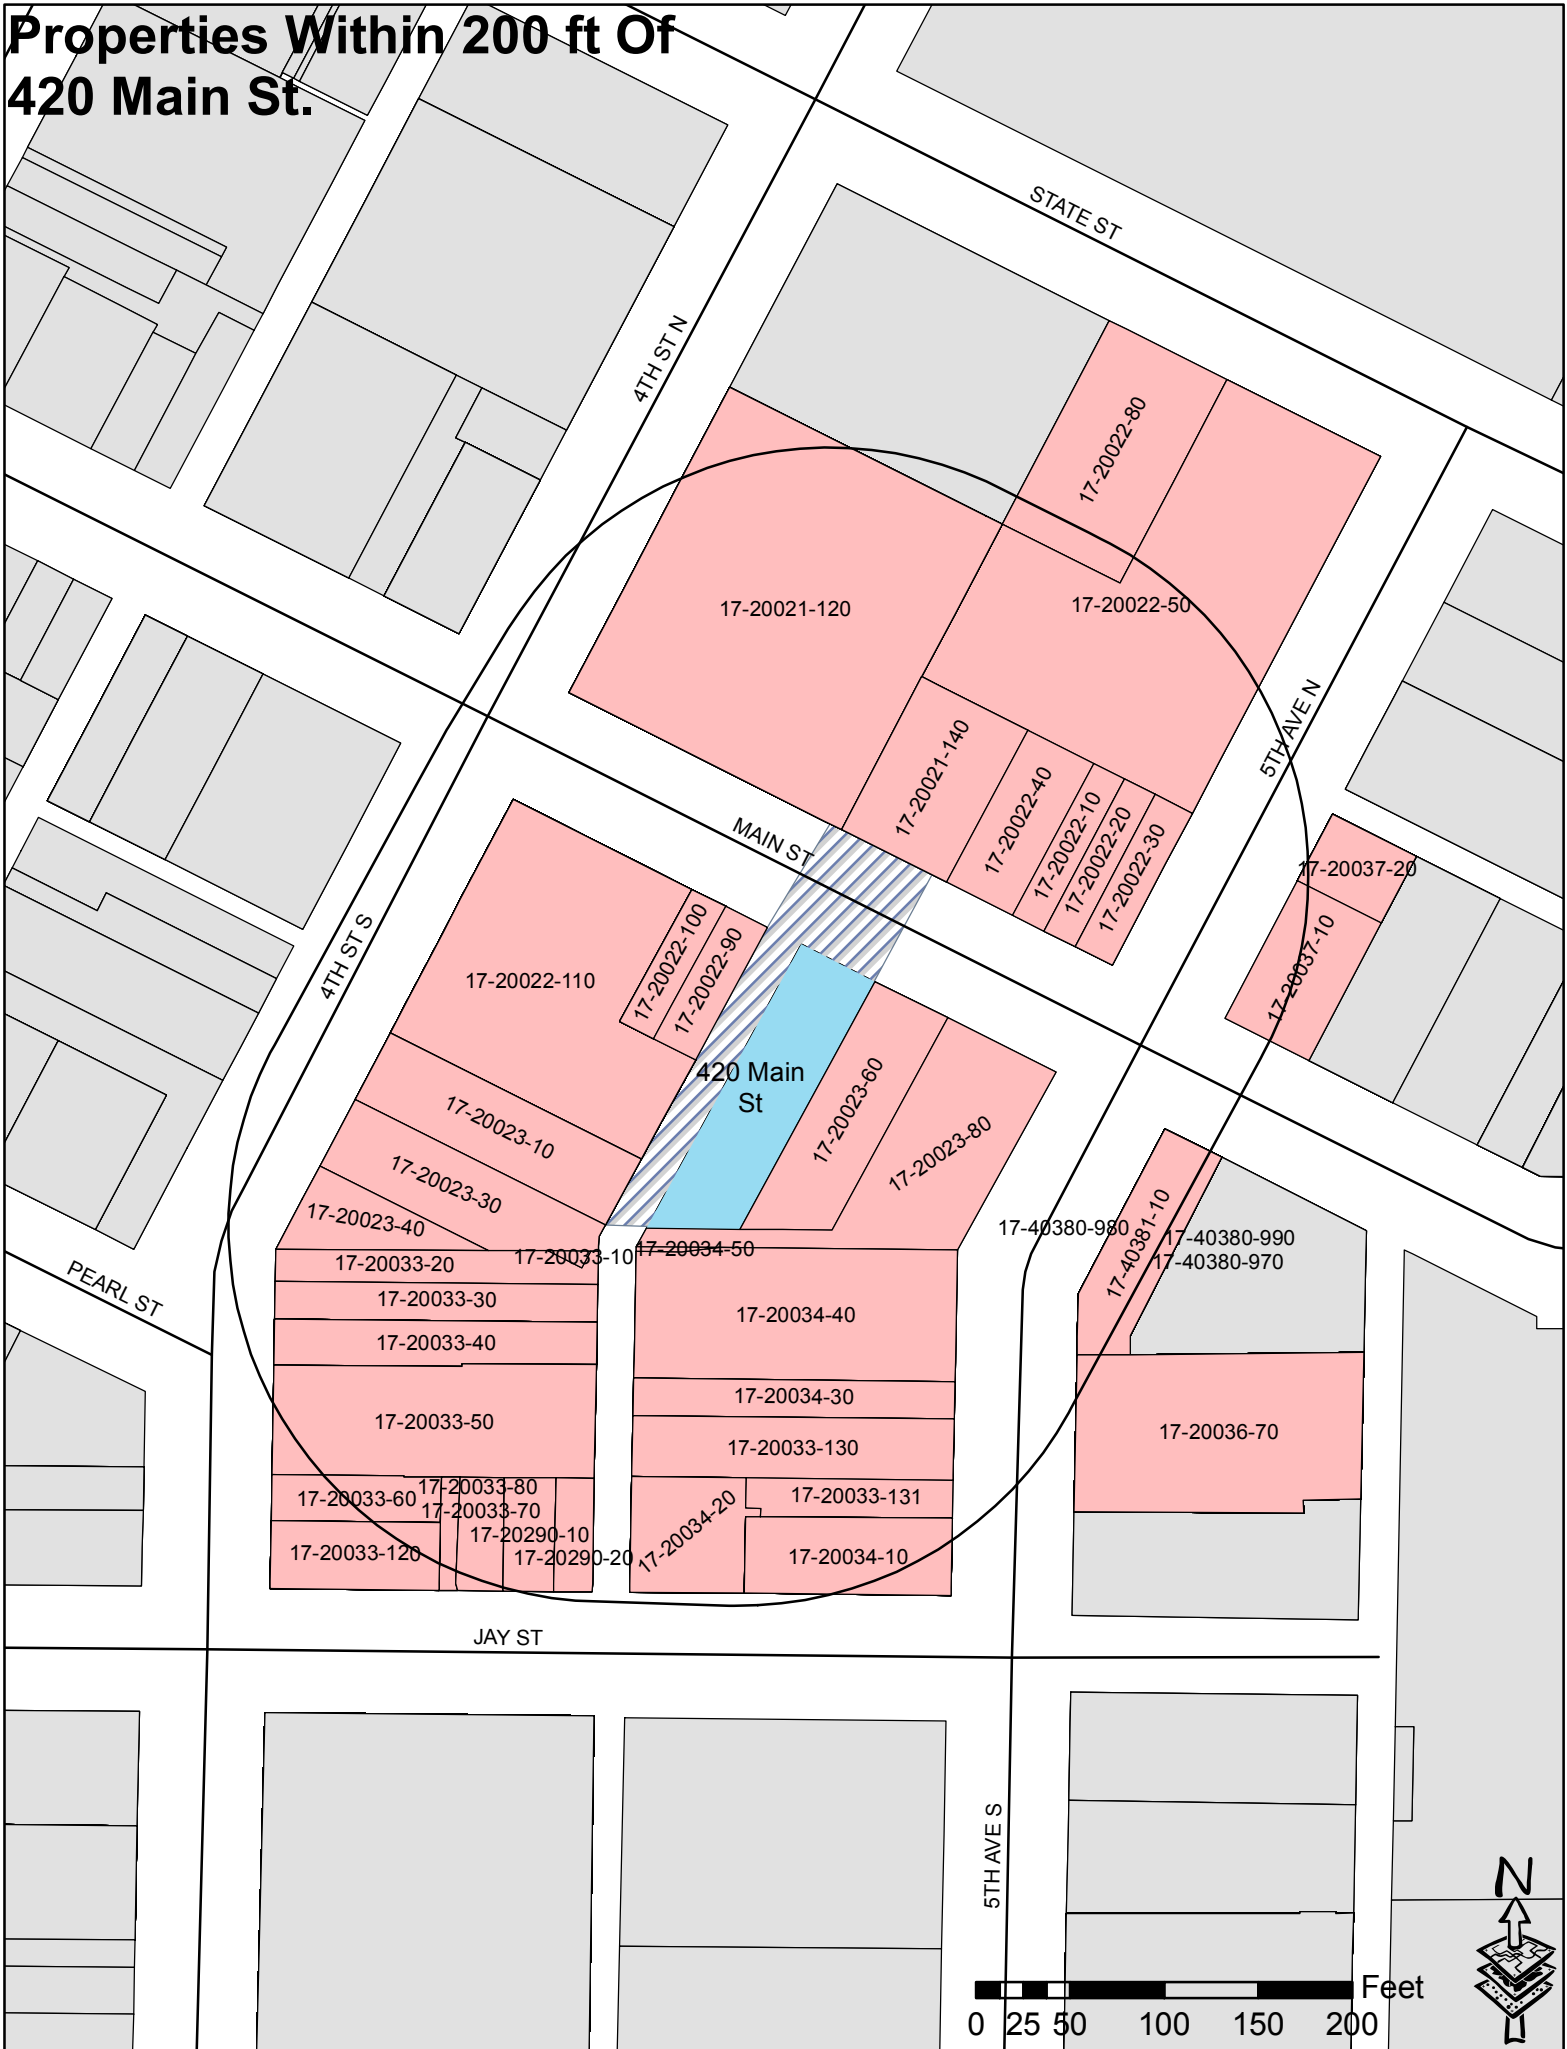 Properties Within 200 ft Of
420 Main St.
STATE ST
4TH ST N
17-20022-80
17-20021-120
17-20022-50
5TH AVE N
17-20021-140
17-20022-40
17-20022-10
17-20022-20
17-20022-30
MAIN ST
17-20037-20
17-20037-10
4TH ST S
17-20022-110
17-20022-100
17-20022-90
420 Main
St
17-20023-60
17-20023-80
17-20023-10
17-20023-30
17-20023-40
17-40380-980
17-40381-10
17-40380-990
17-40380-970
17-20033-10
17-20034-50
17-20033-20
PEARL ST
17-20033-30
17-20034-40
17-20033-40
17-20034-30
17-20033-50
17-20036-70
17-20033-130
17-20033-80
17-20033-60
17-20033-70
17-20033-131
17-20290-10
17-20034-20
17-20033-120
17-20290-20
17-20034-10
JAY ST
5TH AVE S
N
Feet
0 25 50 100 150 200